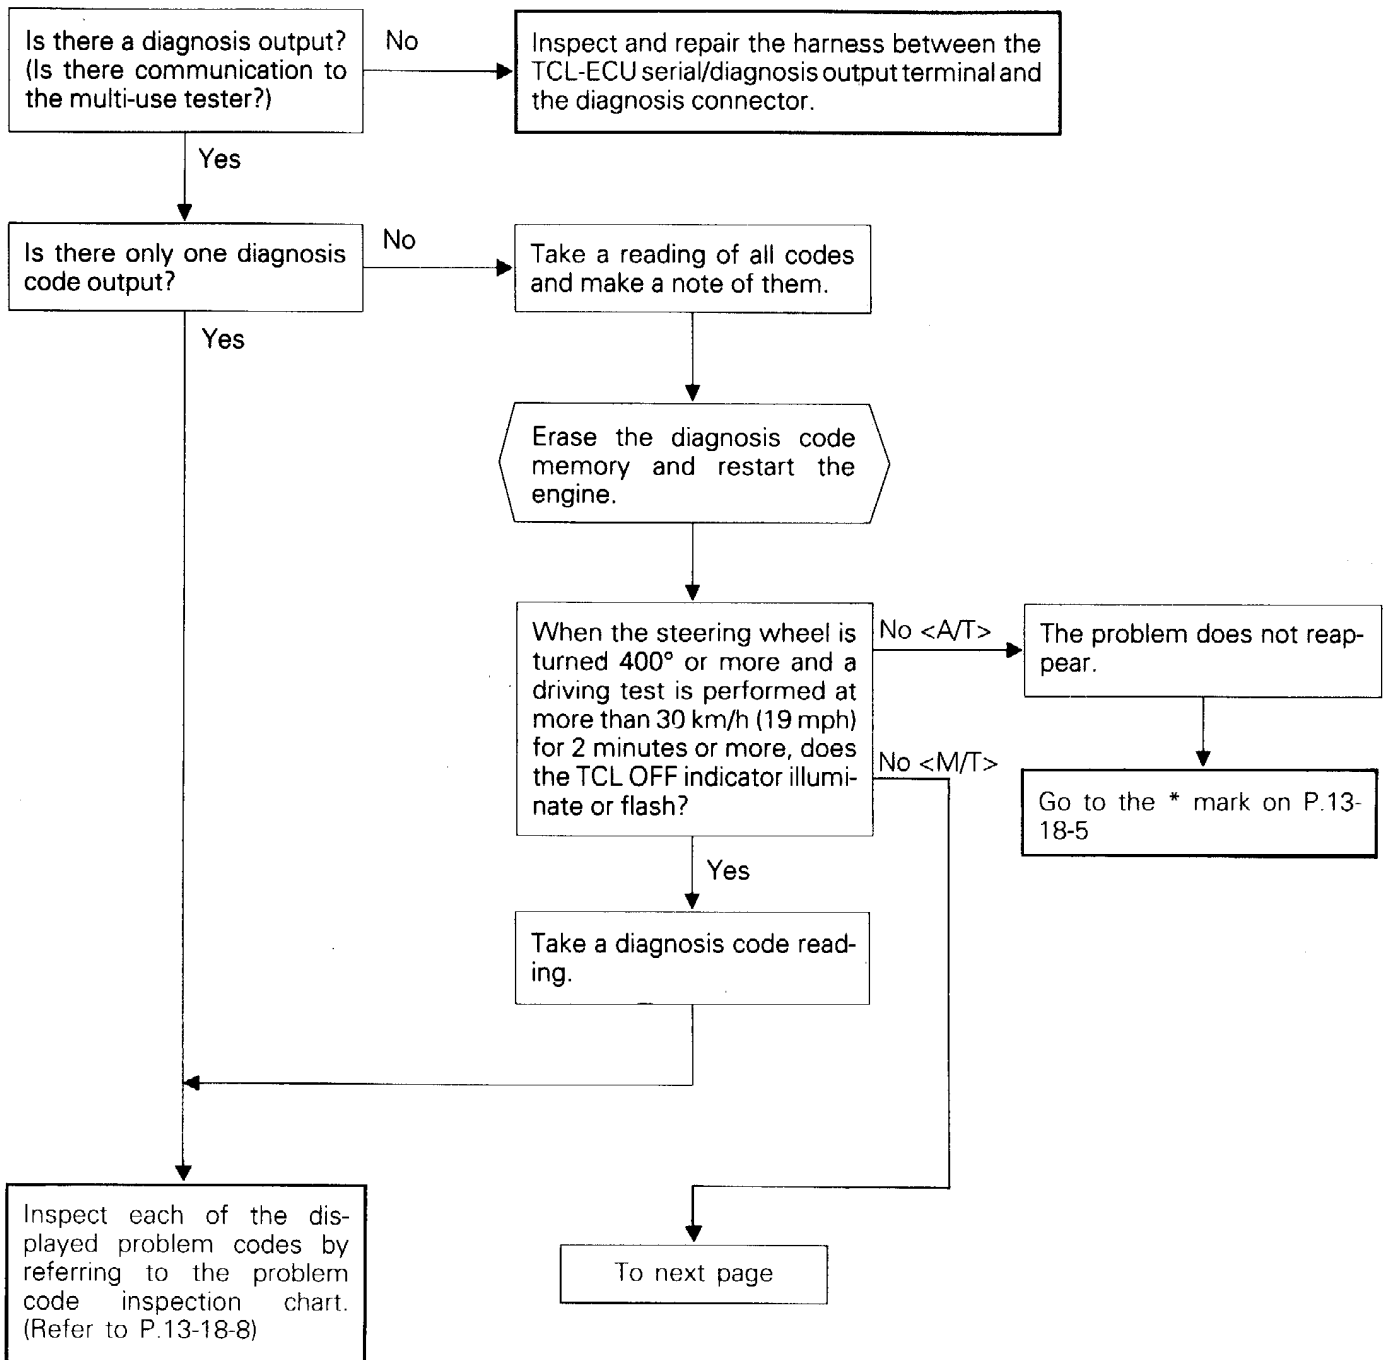 Is there a diagnosis output?
(Is there communication to
the multi-use tester?)
No
Inspect and repair the harness between the
TCL-ECU serial/diagnosis output terminal and
the diagnosis connector.
Yes
Is there only one diagnosis
code output?
No
Take a reading of all codes
and make a note of them.
Yes
Erase the diagnosis code
memory and restart the
engine.
When the steering wheel is
turned 400° or more and a
driving test is performed at
more than 30 km/h (19 mph)
for 2 minutes or more, does
the TCL OFF indicator illumi-
nate or flash?
No <A/T>
The problem does not reap-
pear.
No <M/T>
Go to the * mark on P.13-
18-5
Yes
Take a diagnosis code read-
ing.
Inspect each of the dis-
played problem codes by
referring to the problem
code inspection chart.
(Refer to P.13-18-8)
To next page